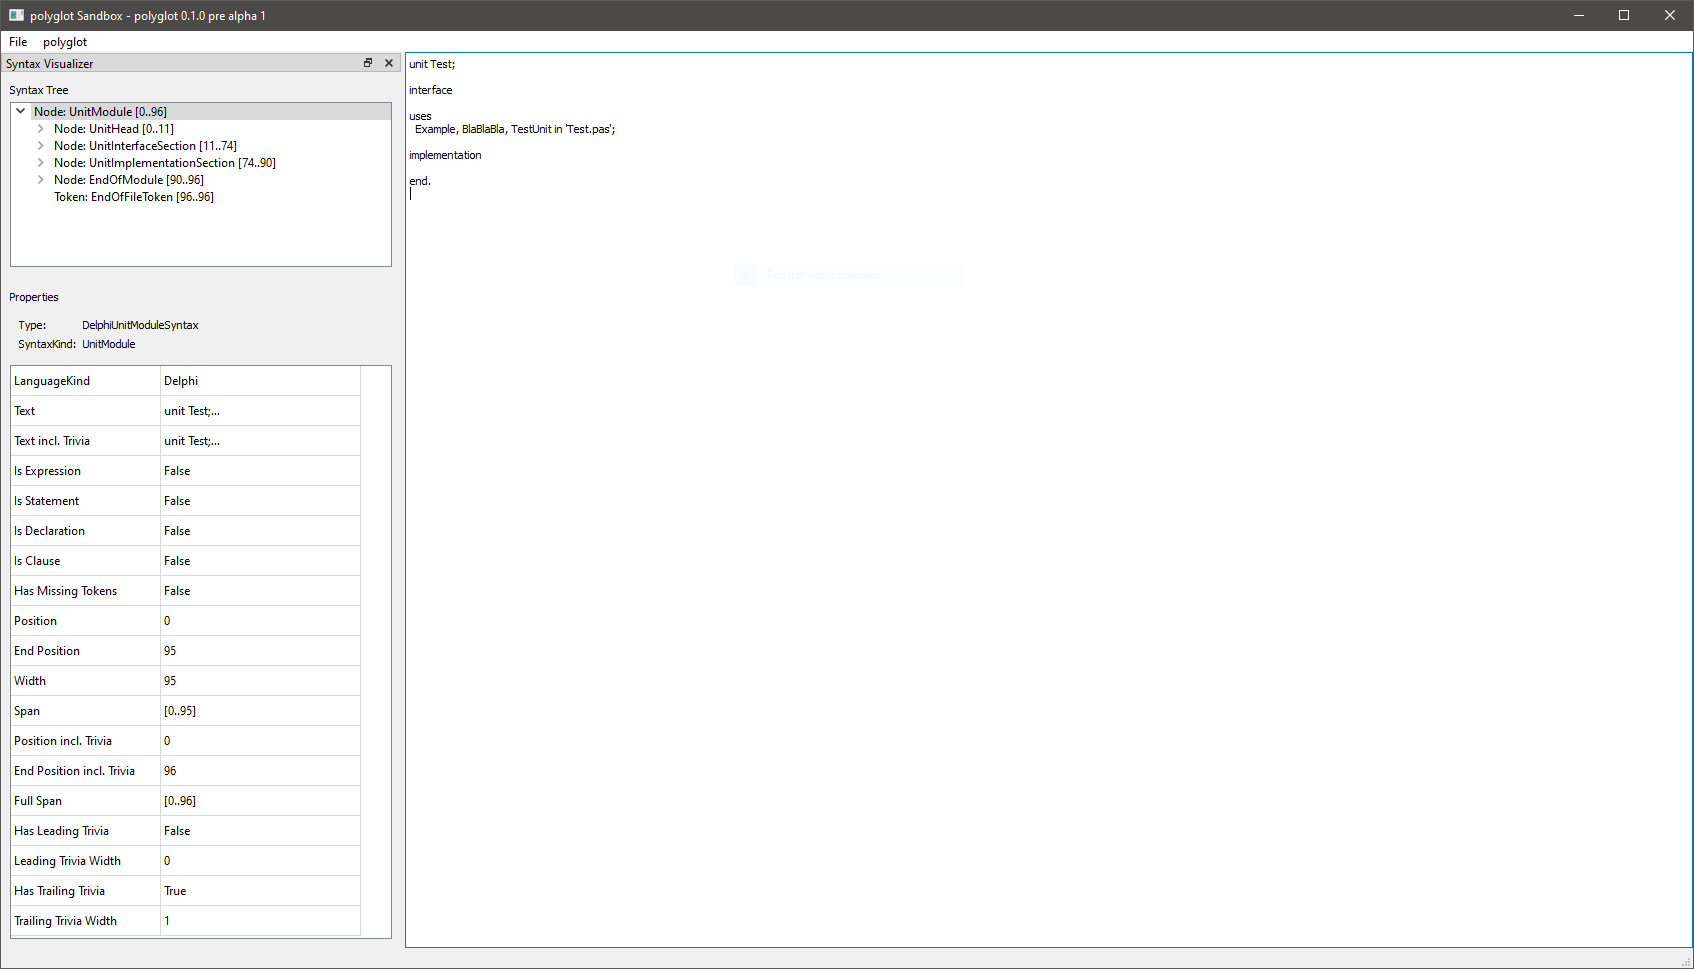 polyglot Sandbox - polyglot 0.1.0 pre alpha 1
File polyglot
Syntax Visualizer
Syntax Tree
Node: UnitModule [0..96]
Node: UnitHead [0..11]
Node: UnitInterfaceSection [11..74]
Node: UnitImplementationSection [74..90]
Node: EndOfModule [90..96]
Token: EndOfFileToken [96..96]
Properties
Type: DelphiUnitModuleSyntax
SyntaxKind: UnitModule
LanguageKind Delphi
Text unit Test;...
Text incl. Trivia unit Test;...
Is Expression False
Is Statement False
Is Declaration False
Is Clause False
Has Missing Tokens False
Position 0
End Position 95
Width 95
Span [0..95]
Position incl. Trivia 0
End Position incl. Trivia 96
Full Span [0..96]
Has Leading Trivia False
Leading Trivia Width 0
Has Trailing Trivia True
Trailing Trivia Width 1
unit Test;
interface
uses
Example, BlaBlaBla, TestUnit in 'Test.pas';
implementation
end.
Fenster ausschneiden